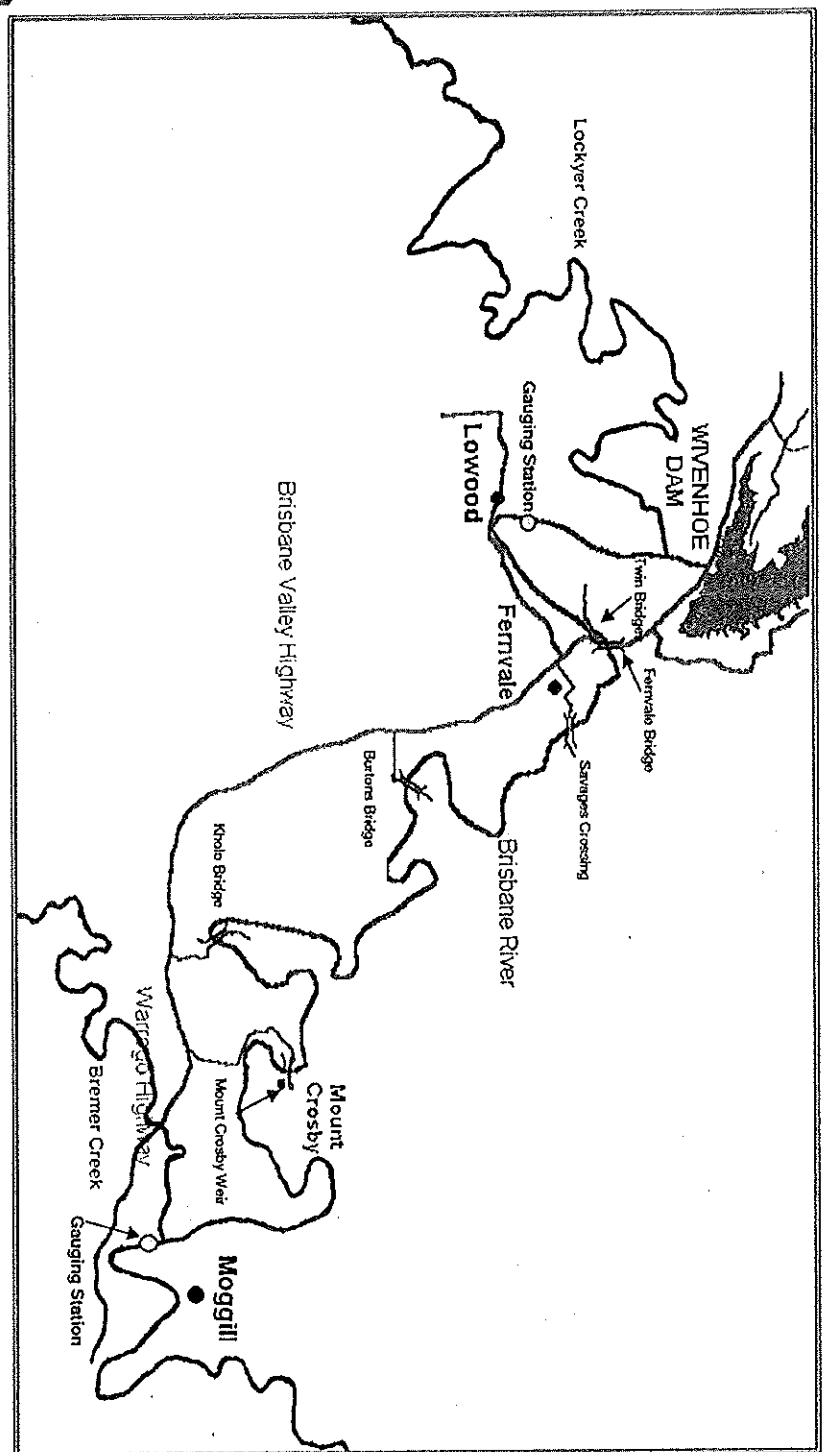 Lockyer Creek
WIVENHOE
DAM
Gauging Station
Lowood
Twin Bridge
Fernvale Bridge
Fernvale
Savages Crossing
Brisbane Valley Highway
Burtons Bridge
Brisbane River
Kholo Bridge
Mount
Crosby
Mount Crosby Weir
Warrego Highway
Bremer Creek
Gauging Station
Moggill